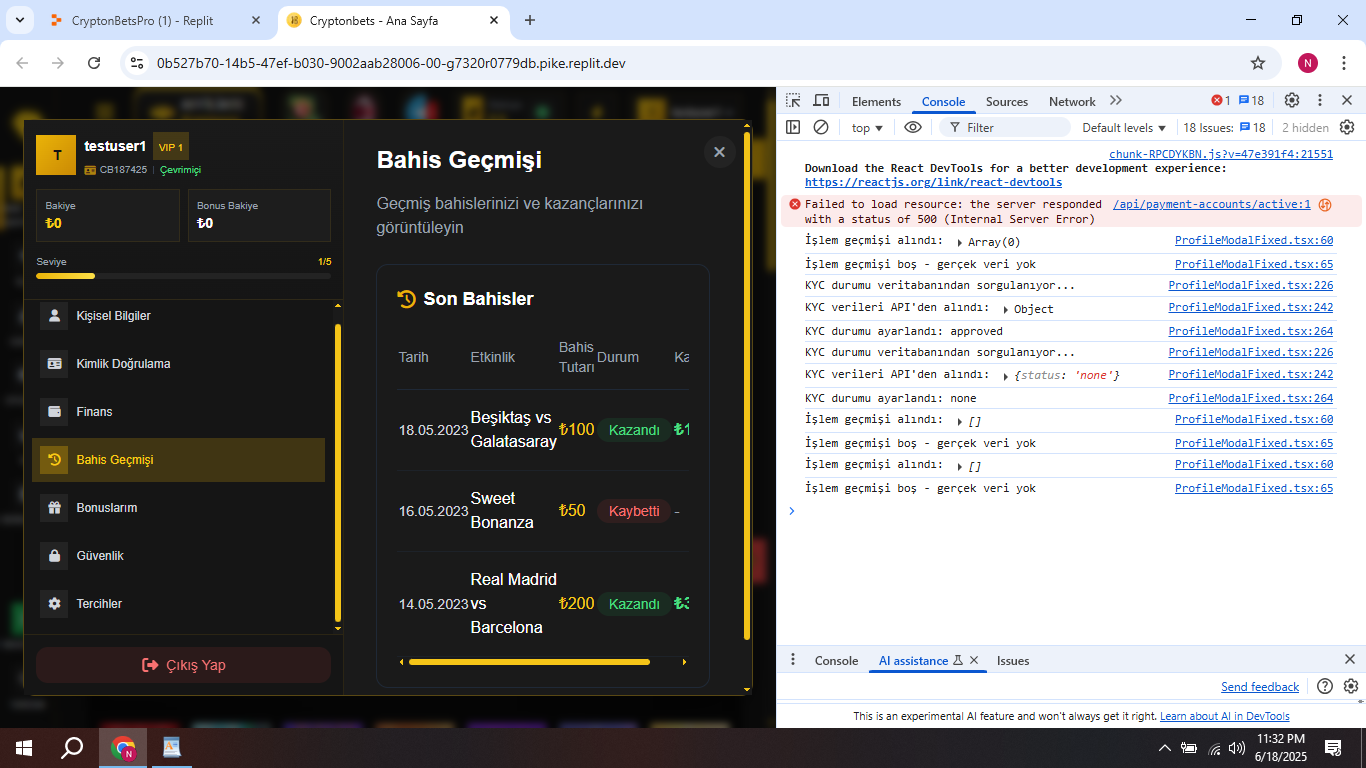 CryptonBetsPro (1) - Replit
Cryptonbets - Ana Sayfa
0b527b70-14b5-47ef-b030-9002aab28006-00-g7320r0779db.pike.replit.dev
N
T
testuser1
VIP 1
CB187425
Çevrimiçi
Bakiye
₺0
Bonus Bakiye
₺0
Seviye
1/5
Kişisel Bilgiler
Kimlik Doğrulama
Finans
Bahis Geçmişi
Bonuslarım
Güvenlik
Tercihler
Çıkış Yap
Bahis Geçmişi
Geçmiş bahislerinizi ve kazançlarınızı
görüntüleyin
Son Bahisler
Tarih Etkinlik Bahis Tutarı Durum Ka
18.05.2023 Beşiktaş vs Galatasaray ₺100 Kazandı ₺1
16.05.2023 Sweet Bonanza ₺50 Kaybetti -
14.05.2023 Real Madrid vs Barcelona ₺200 Kazandı ₺3
Elements Console Sources Network 1 18
top Filter Default levels 18 Issues: 18 2 hidden
chunk-RPCDYKBN.js?v=47e391f4:21551
Download the React DevTools for a better development experience:
https://reactjs.org/link/react-devtools
Failed to load resource: the server responded /api/payment-accounts/active:1
with a status of 500 (Internal Server Error)
İşlem geçmişi alındı: Array(0) ProfileModalFixed.tsx:60
İşlem geçmişi boş - gerçek veri yok ProfileModalFixed.tsx:65
KYC durumu veritabanından sorgulanıyor... ProfileModalFixed.tsx:226
KYC verileri API'den alındı: Object ProfileModalFixed.tsx:242
KYC durumu ayarlandı: approved ProfileModalFixed.tsx:264
KYC durumu veritabanından sorgulanıyor... ProfileModalFixed.tsx:226
KYC verileri API'den alındı: {status: 'none'} ProfileModalFixed.tsx:242
KYC durumu ayarlandı: none ProfileModalFixed.tsx:264
İşlem geçmişi alındı: [] ProfileModalFixed.tsx:60
İşlem geçmişi boş - gerçek veri yok ProfileModalFixed.tsx:65
İşlem geçmişi alındı: [] ProfileModalFixed.tsx:60
İşlem geçmişi boş - gerçek veri yok ProfileModalFixed.tsx:65
Console AI assistance Issues
Send feedback
This is an experimental AI feature and won't always get it right. Learn about AI in DevTools
N
11:32 PM
6/18/2025